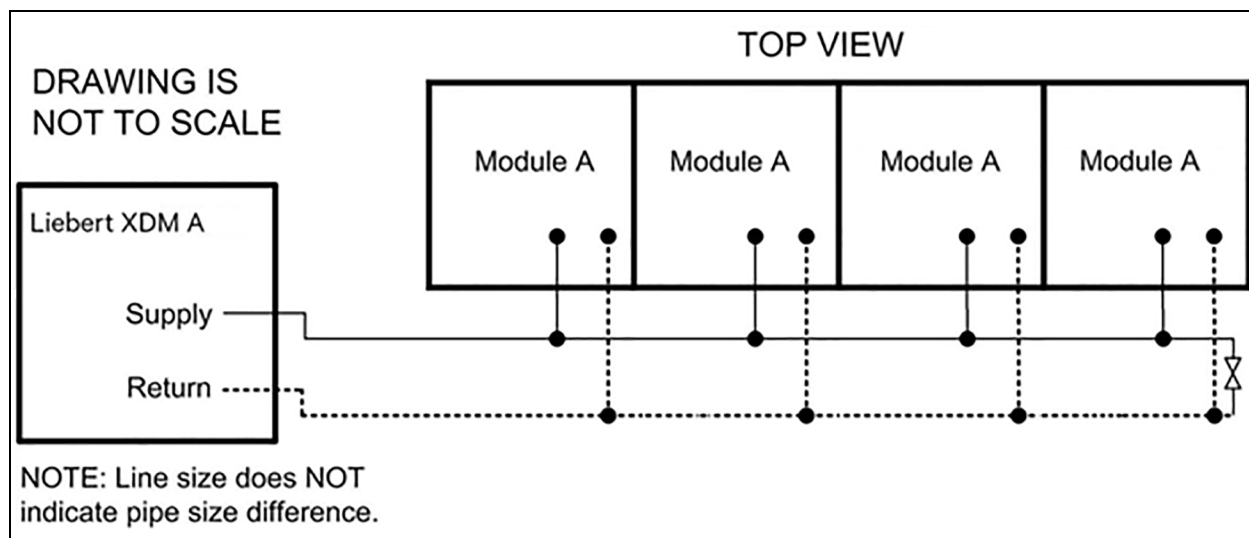 TOP VIEW
DRAWING IS
NOT TO SCALE
Module A
Module A
Module A
Module A
Liebert XDM A
Supply
Return
NOTE: Line size does NOT
indicate pipe size difference.